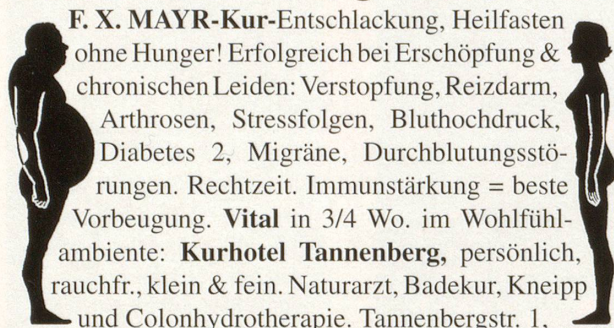 F. X. MAYR-Kur-Entschlackung, Heilfasten
ohne Hunger! Erfolgreich bei Erschöpfung &
chronischen Leiden: Verstopfung, Reizdarm,
Arthrosen, Stressfolgen, Bluthochdruck,
Diabetes 2, Migräne, Durchblutungsstö-
rungen. Rechtzeit. Immunstärkung = beste
Vorbeugung. Vital in 3/4 Wo. im Wohlfühl-
ambiente: Kurhotel Tannenberg, persönlich,
rauchfr., klein & fein. Naturarzt, Badekur, Kneipp
und Colonhydrotherapie. Tannenbergstr. 1,